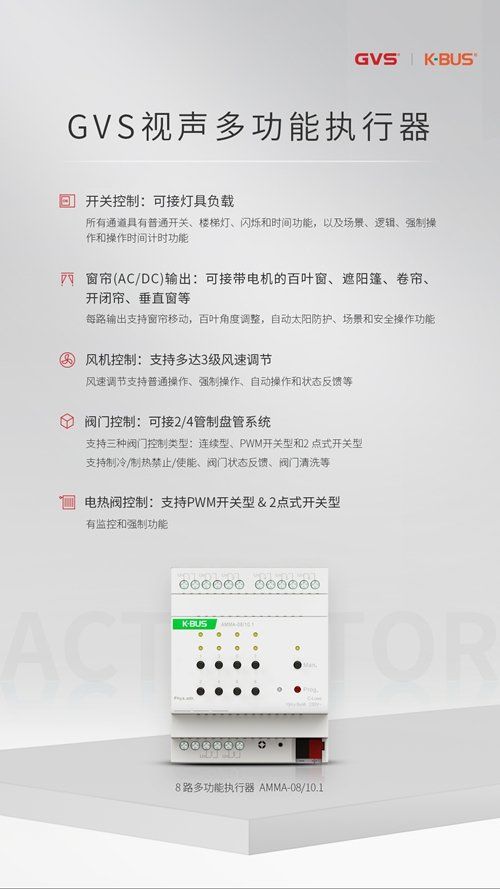 GVS® | K-BUS®
GVS视声多功能执行器
开关控制：可接灯具负载
所有通道具有普通开关、楼梯灯、闪烁和时间功能，以及场景、逻辑、强制操
作和操作时间计时功能
窗帘(AC/DC)输出：可接带电机的百叶窗、遮阳篷、卷帘、
开闭帘、垂直窗等
每路输出支持窗帘移动，百叶角度调整，自动太阳防护、场景和安全操作功能
风机控制：支持多达3级风速调节
风速调节支持普通操作、强制操作、自动操作和状态反馈等
阀门控制：可接2/4管制盘管系统
支持三种阀门控制类型：连续型、PWM开关型和2 点式开关型
支持制冷/制热禁止/使能、阀门状态反馈、阀门清洗等
电热阀控制：支持PWM开关型 & 2点式开关型
有监控和强制功能
ACTUATOR
K-BUS AMMA-08/10.1
Man.
Prog.
8 路多功能执行器 AMMA-08/10.1